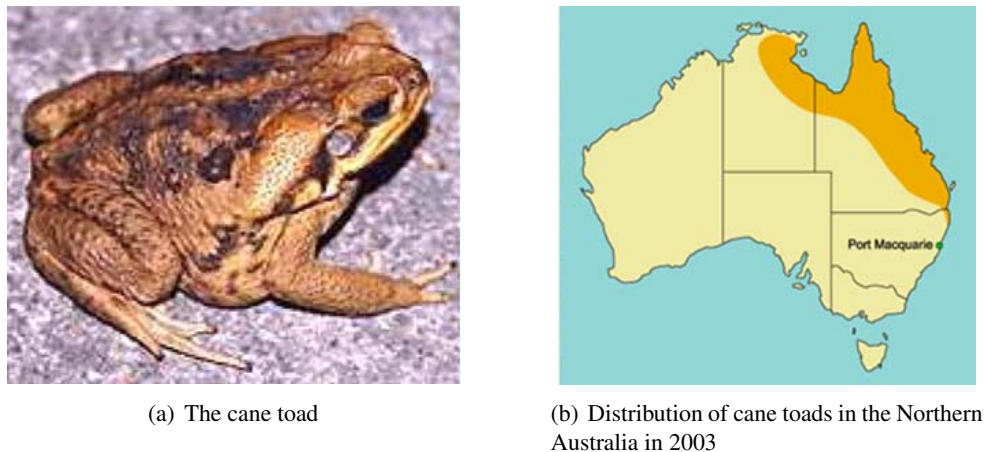 Port Macquarie
(a) The cane toad
(b) Distribution of cane toads in the Northern
Australia in 2003